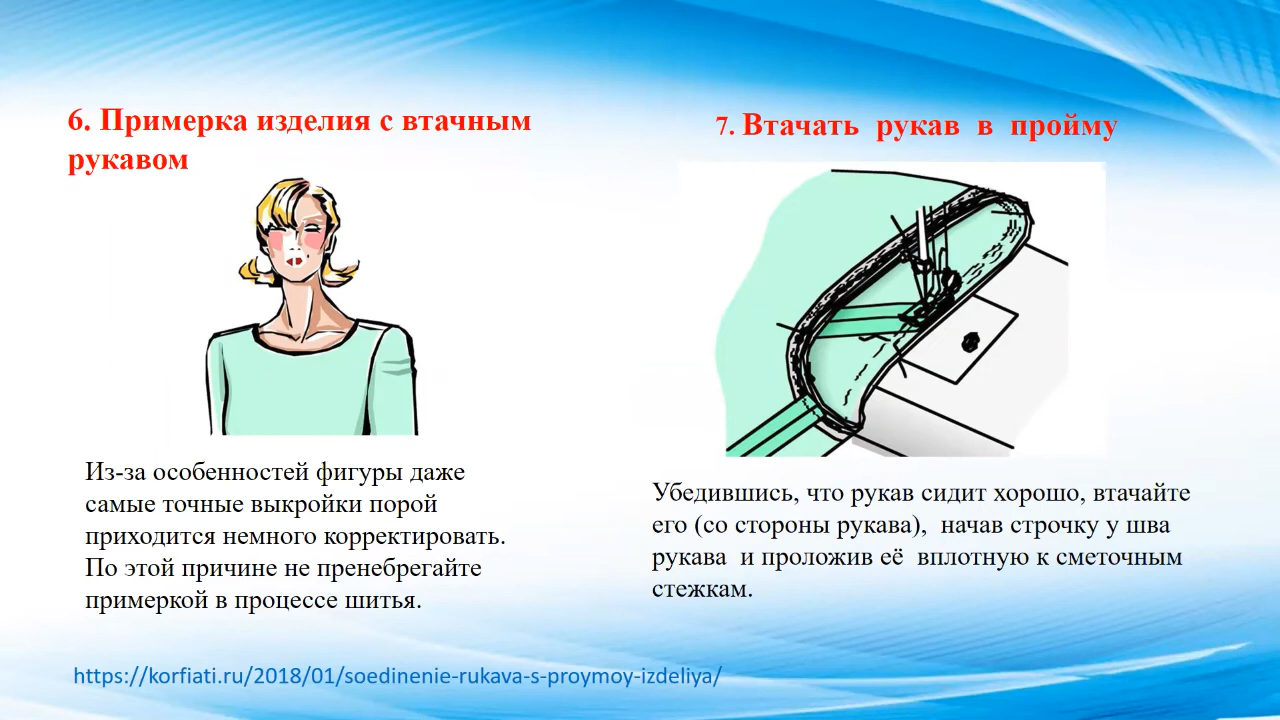 6. Примерка изделия с втачным
рукавом
Из-за особенностей фигуры даже
самые точные выкройки порой
приходится немного корректировать.
По этой причине не пренебрегайте
примеркой в процессе шитья.
7. Втачать рукав в пройму
Убедившись, что рукав сидит хорошо, втачайте
его (со стороны рукава), начав строчку у шва
рукава и проложив её вплотную к сметочным
стежкам.
https://korfiati.ru/2018/01/soedinenie-rukava-s-proymoy-izdeliya/